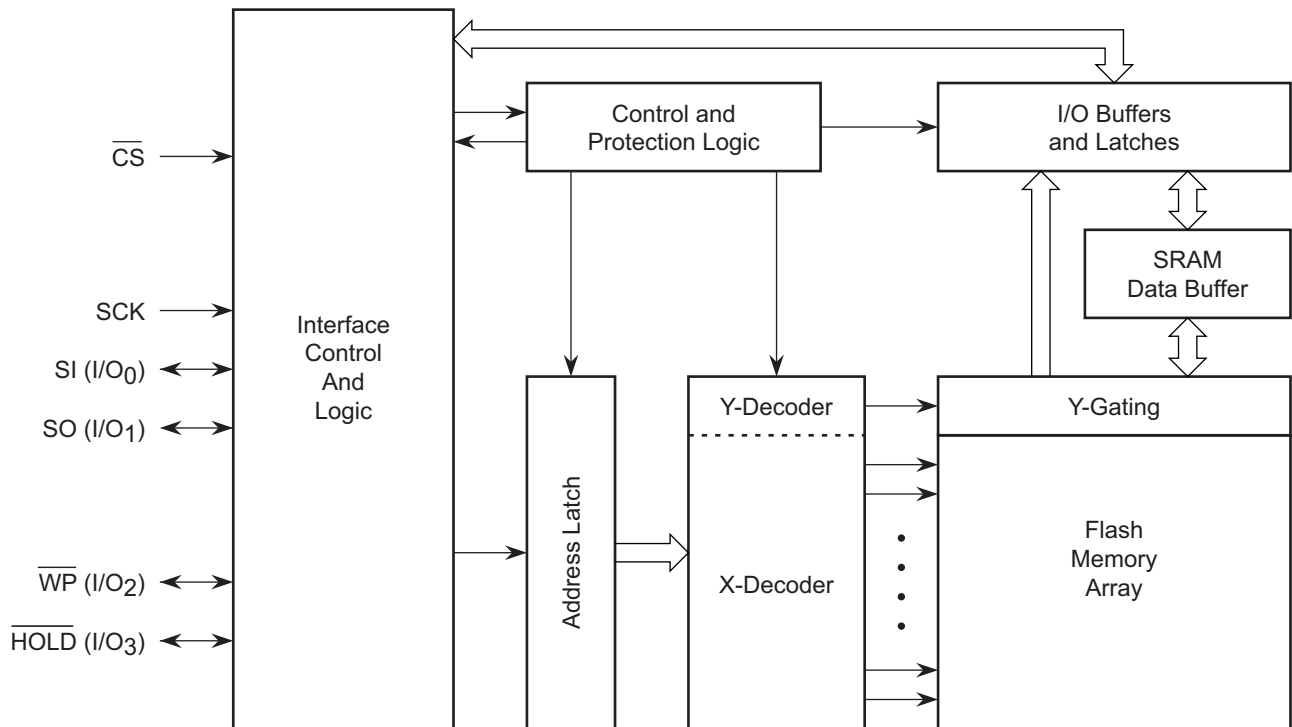 Control and
Protection Logic
I/O Buffers
and Latches
CS
SRAM
Data Buffer
SCK
SI (I/O0)
SO (I/O1)
Interface
Control
And
Logic
Y-Decoder
Y-Gating
Address Latch
X-Decoder
Flash
Memory
Array
WP (I/O2)
HOLD (I/O3)